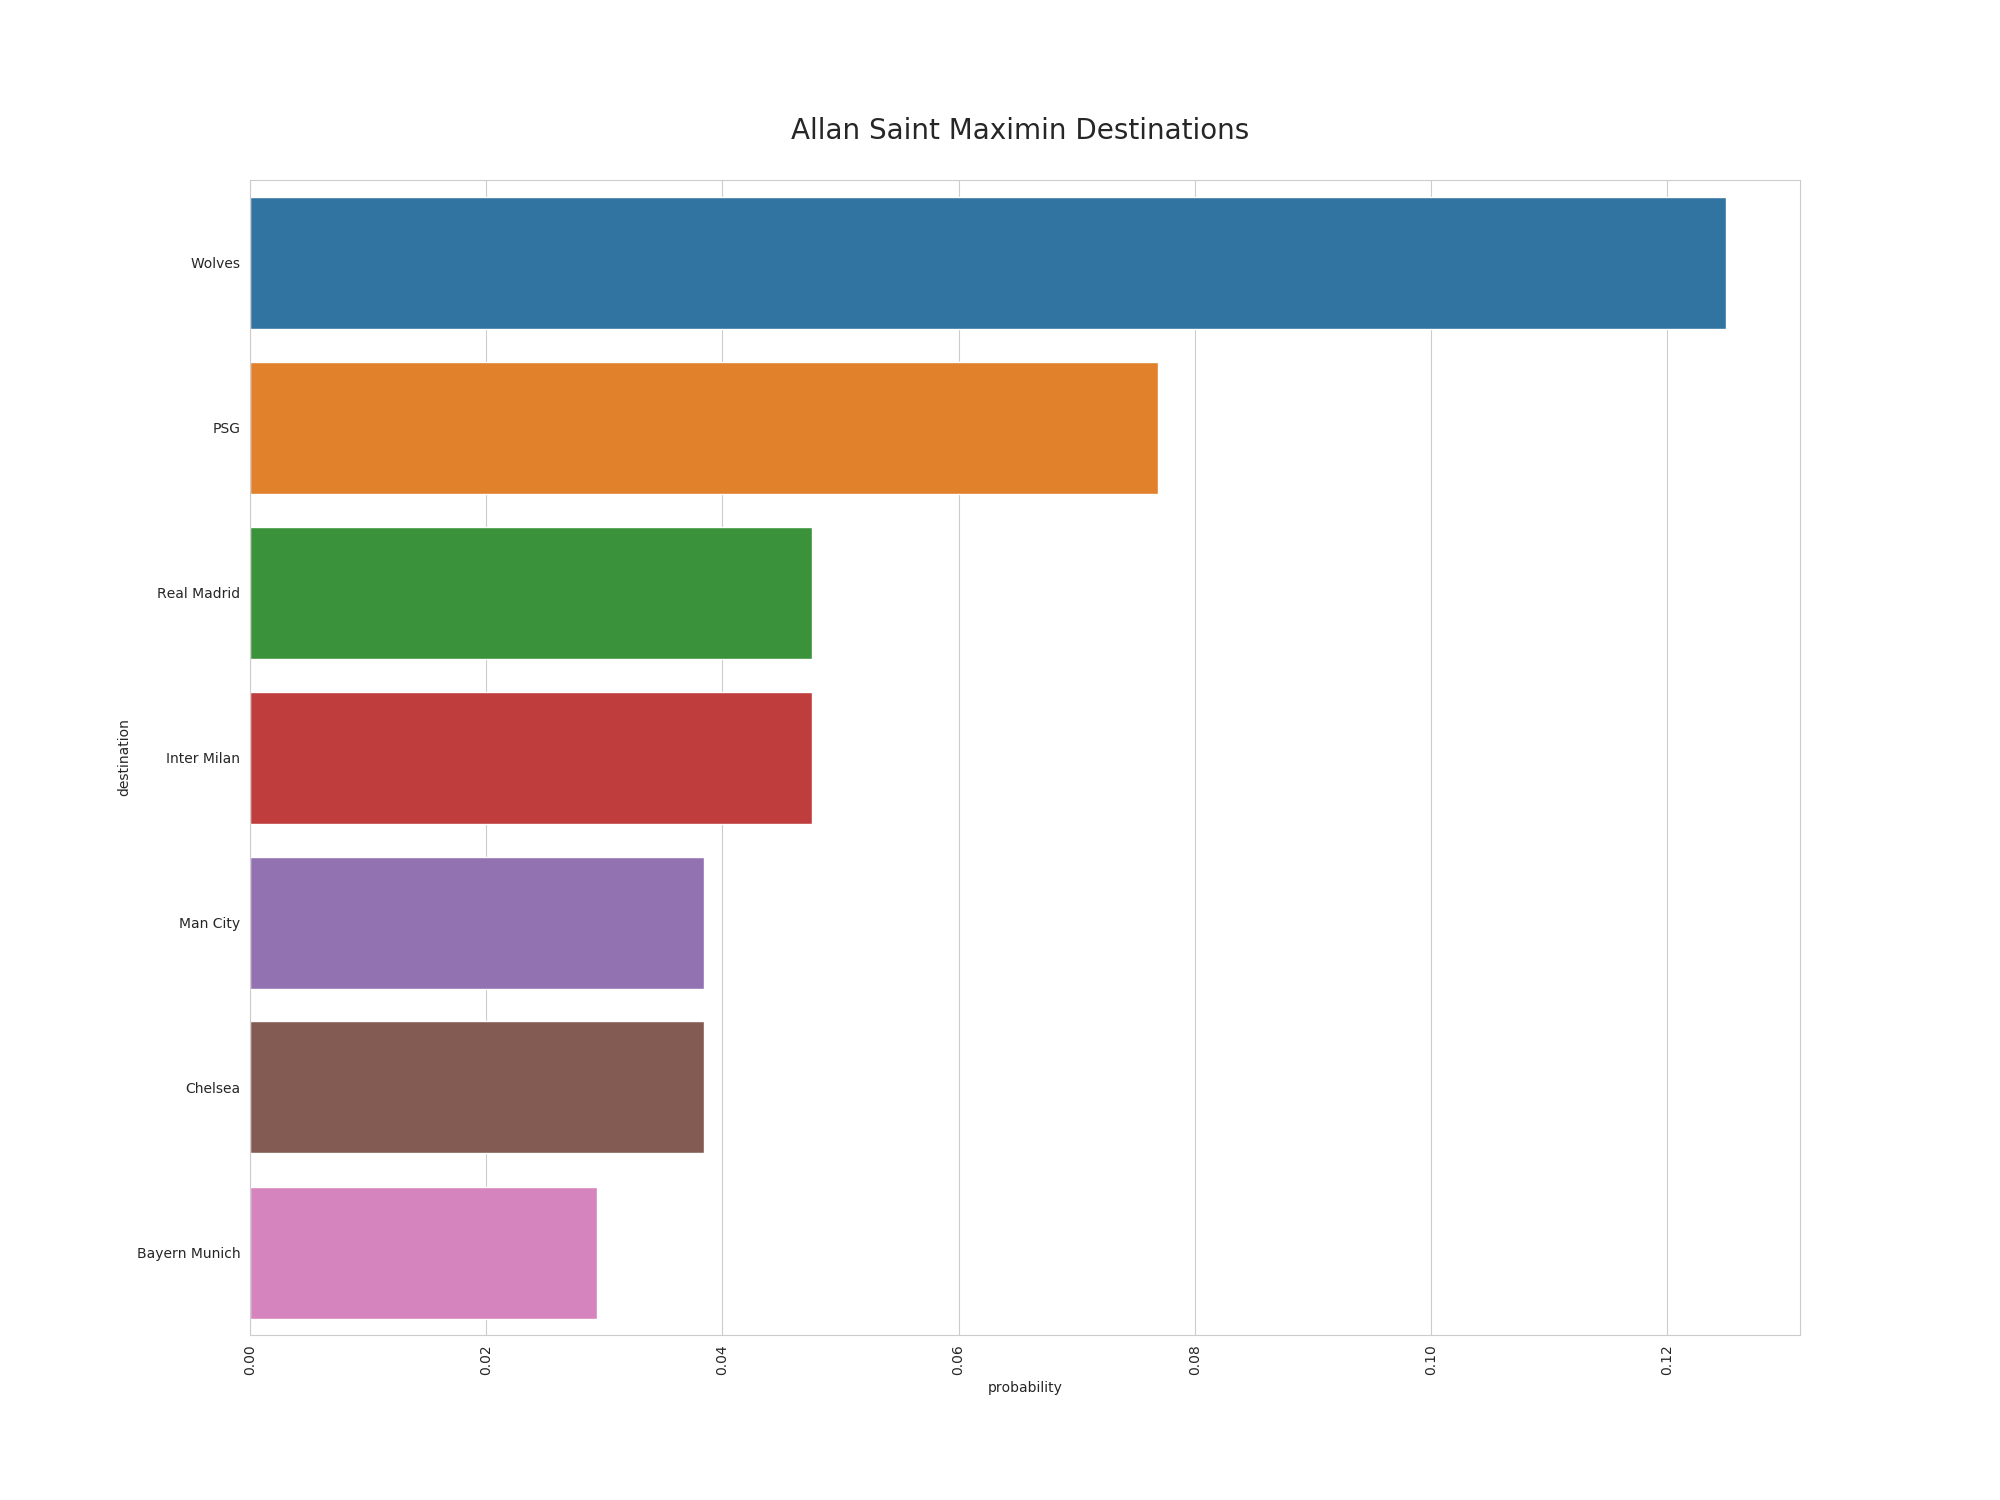 Allan Saint Maximin Destinations
Wolves
PSG
Real Madrid
Inter Milan
Man City
Chelsea
Bayern Munich
destination
0.00
0.02
0.04
0.06
0.08
0.10
0.12
probability